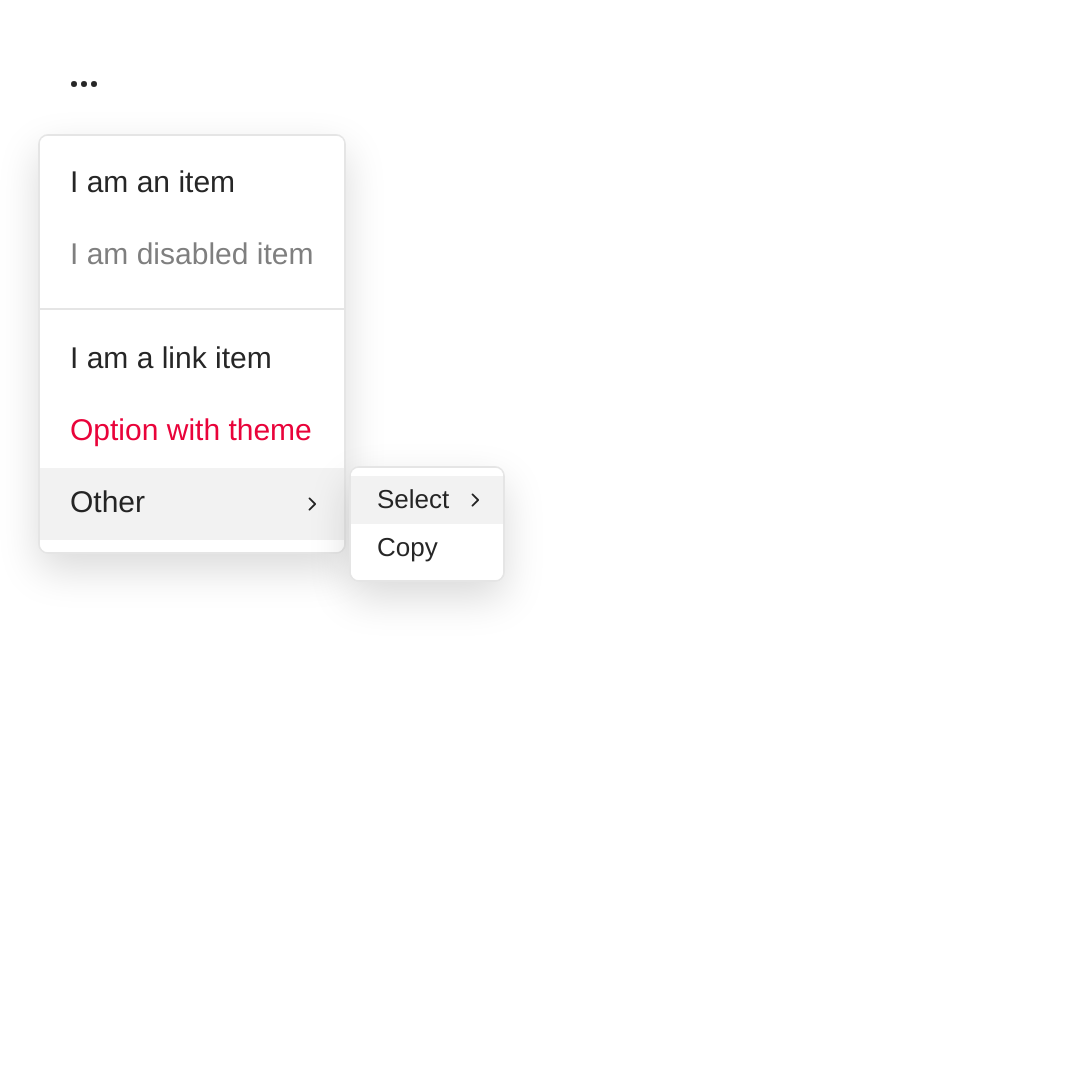 I am an item
I am disabled item
I am a link item
Option with theme
Other
Select
Copy